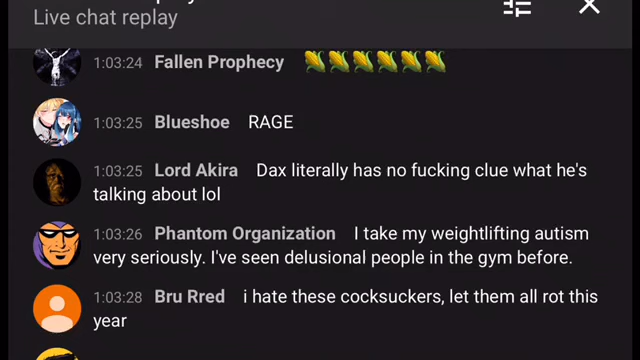 Live chat replay
1:03:24 Fallen Prophecy 🌽🌽🌽🌽🌽🌽
1:03:25 Blueshoe RAGE
1:03:25 Lord Akira Dax literally has no fucking clue what he's
talking about lol
1:03:26 Phantom Organization I take my weightlifting autism
very seriously. I've seen delusional people in the gym before.
1:03:28 Bru Rred i hate these cocksuckers, let them all rot this
year